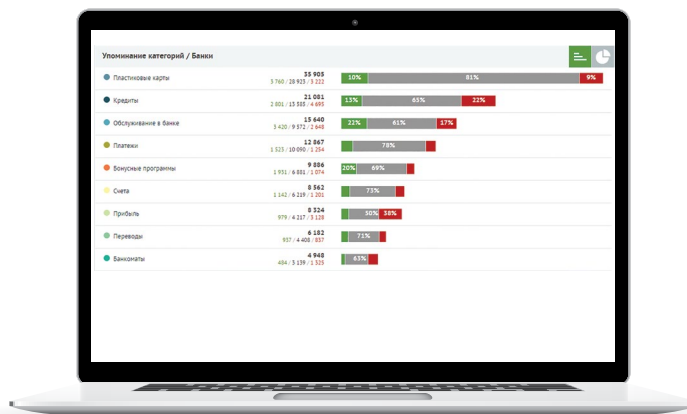 Упоминание категорий / Банки
Пластиковые карты 35 905 10% 81% 9%
3 760 / 28 923 / 3 222
Кредиты 21 081 13% 63% 22%
2 801 / 13 585 / 4 695
Обслуживание в банке 15 640 22% 61% 17%
3 420 / 9 572 / 2 648
Платежи 12 867 78%
1 523 / 10 090 / 1 254
Бонусные программы 9 886 20% 69%
1 931 / 6 881 / 1 074
Счета 8 562 73%
1 142 / 6 219 / 1 201
Прибыль 8 324 50% 38%
979 / 4 217 / 3 128
Переводы 6 182 71%
937 / 4 408 / 837
Банкоматы 4 948 63%
484 / 3 139 / 1 325